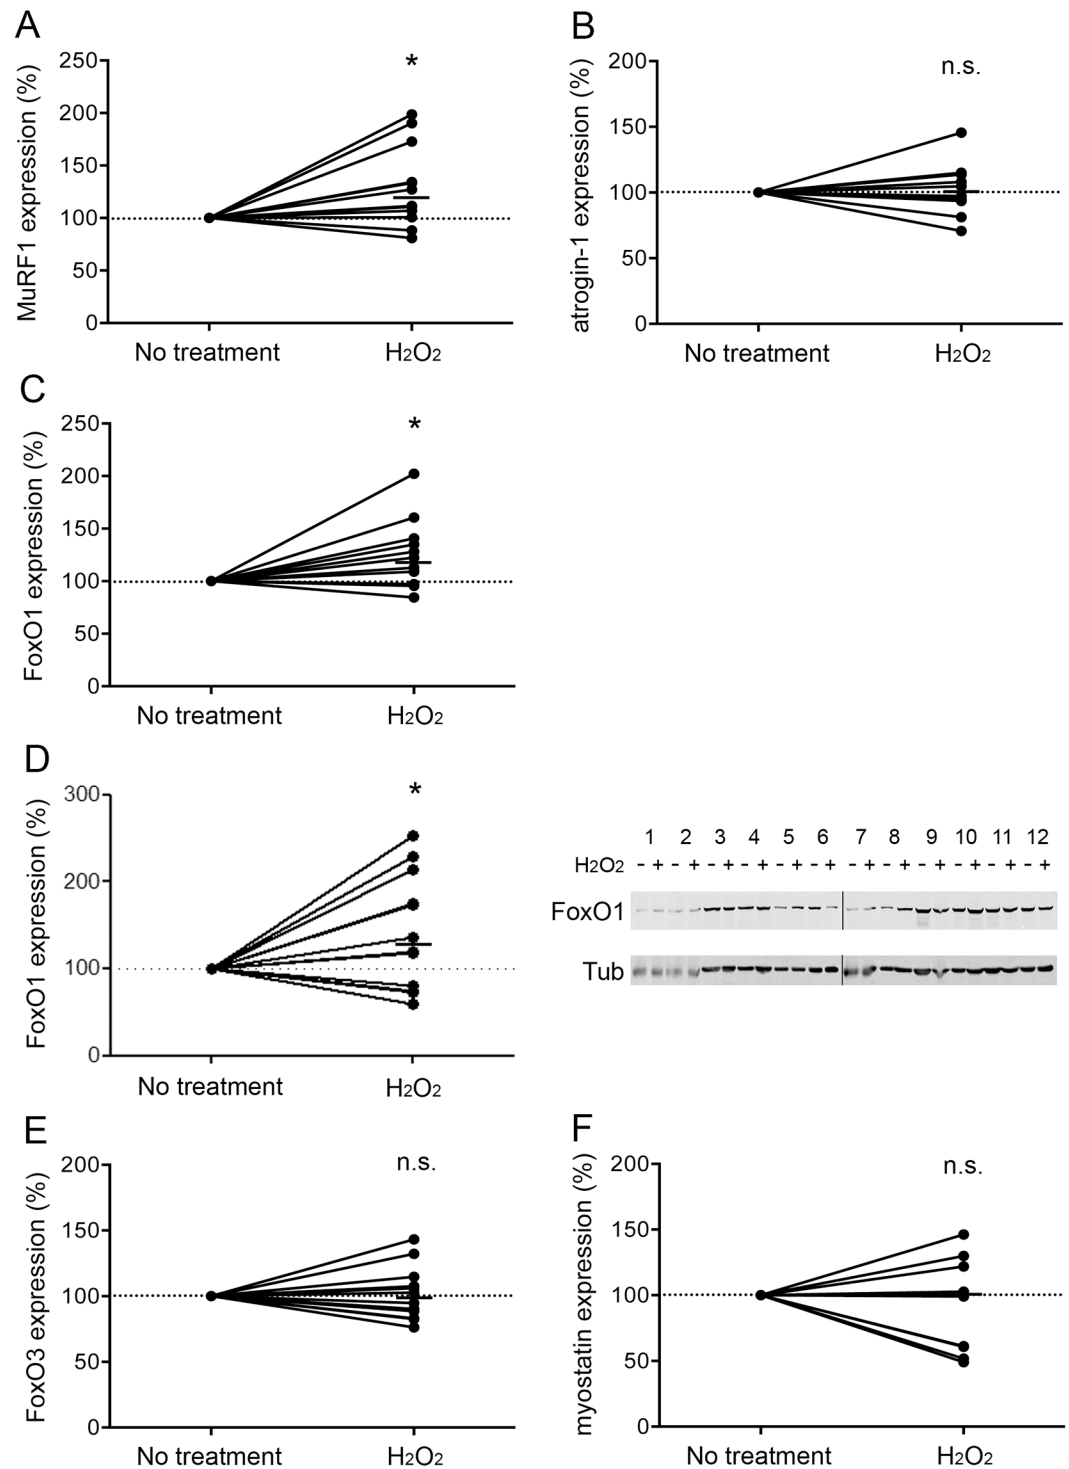 A
MuRF1 expression (%)
250
200
150
100
50
0
*
No treatment
H2O2
B
atrogin-1 expression (%)
200
150
100
50
0
n.s.
No treatment
H2O2
C
FoxO1 expression (%)
250
200
150
100
50
0
*
No treatment
H2O2
D
FoxO1 expression (%)
300
200
100
0
*
No treatment
H2O2
1 2 3 4 5 6 7 8 9 10 11 12
H2O2 - + - + - + - + - + - + - + - + - + - + - + - +
FoxO1
Tub
E
FoxO3 expression (%)
200
150
100
50
0
n.s.
No treatment
H2O2
F
myostatin expression (%)
200
150
100
50
0
n.s.
No treatment
H2O2